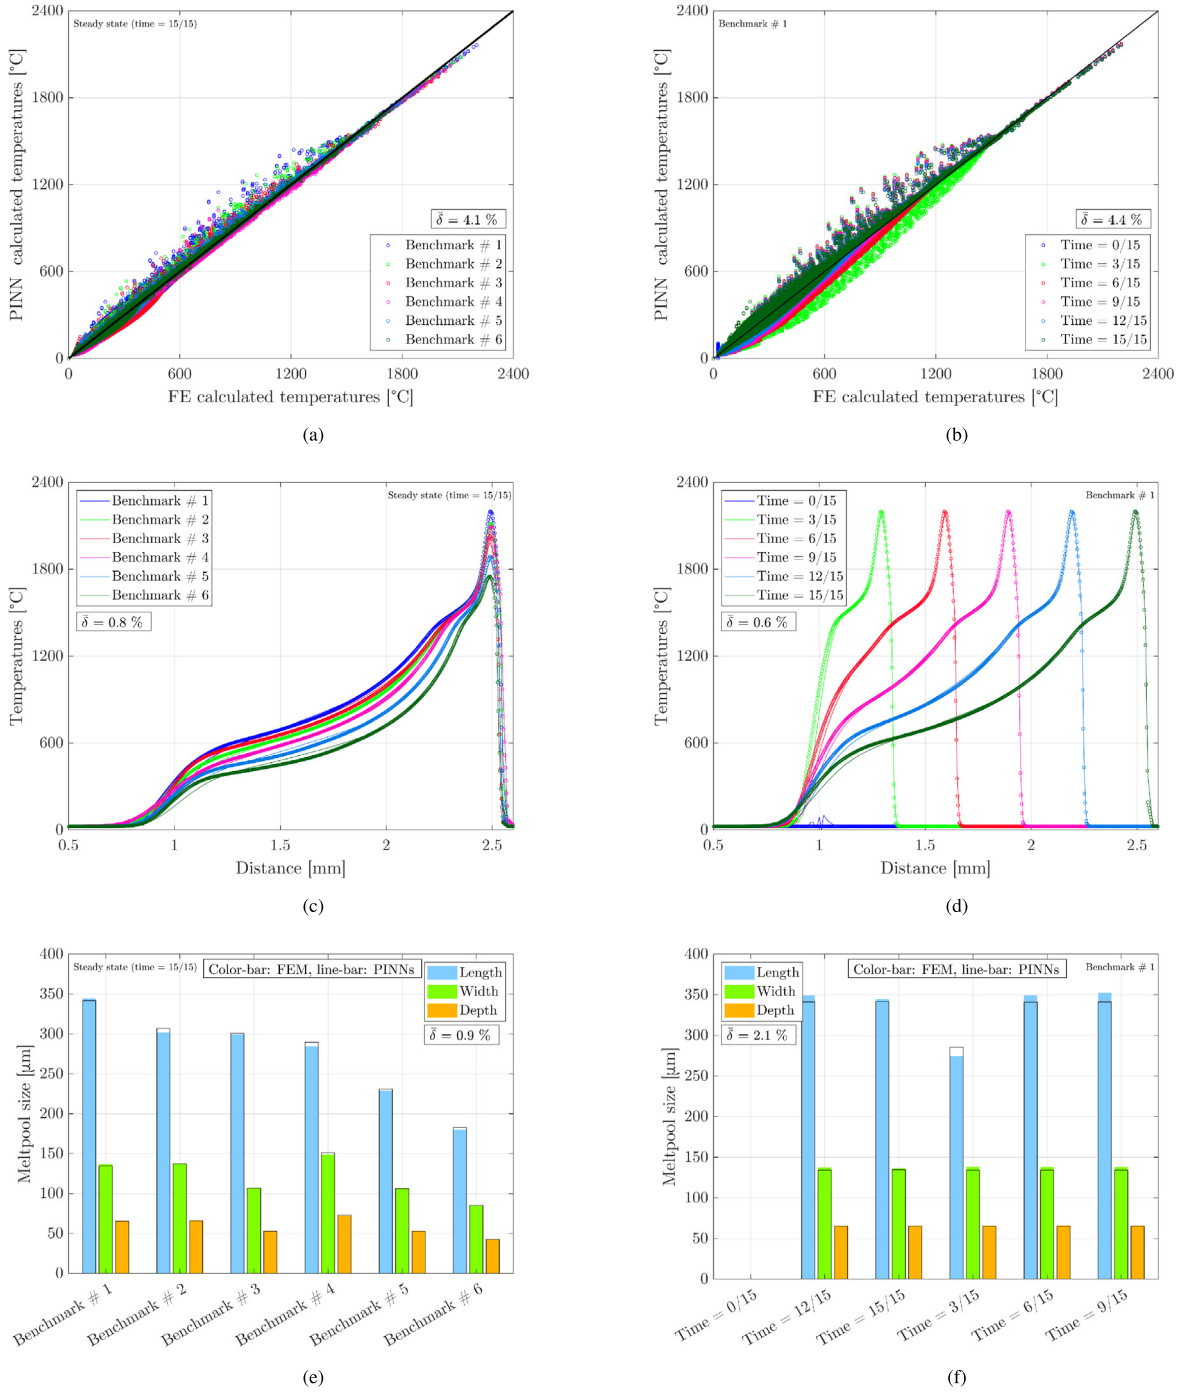 2400
1800
1200
600
0
0
600
1200
1800
2400
PINN calculated temperatures [°C]
FE calculated temperatures [°C]
Steady state (time = 15/15)
δ̄ = 4.1 %
Benchmark # 1
Benchmark # 2
Benchmark # 3
Benchmark # 4
Benchmark # 5
Benchmark # 6
(a)
2400
1800
1200
600
0
0
600
1200
1800
2400
PINN calculated temperatures [°C]
FE calculated temperatures [°C]
Benchmark # 1
δ̄ = 4.4 %
Time = 0/15
Time = 3/15
Time = 6/15
Time = 9/15
Time = 12/15
Time = 15/15
(b)
2400
1800
1200
600
0
0.5
1
1.5
2
2.5
Temperatures [°C]
Distance [mm]
Benchmark # 1
Benchmark # 2
Benchmark # 3
Benchmark # 4
Benchmark # 5
Benchmark # 6
Steady state (time = 15/15)
δ̄ = 0.8 %
(c)
2400
1800
1200
600
0
0.5
1
1.5
2
2.5
Temperatures [°C]
Distance [mm]
Time = 0/15
Time = 3/15
Time = 6/15
Time = 9/15
Time = 12/15
Time = 15/15
Benchmark # 1
δ̄ = 0.6 %
(d)
400
350
300
250
200
150
100
50
0
Meltpool size [µm]
Steady state (time = 15/15)
Color-bar: FEM, line-bar: PINNs
Length
Width
Depth
δ̄ = 0.9 %
Benchmark # 1
Benchmark # 2
Benchmark # 3
Benchmark # 4
Benchmark # 5
Benchmark # 6
(e)
400
350
300
250
200
150
100
50
0
Meltpool size [µm]
Length
Width
Depth
Color-bar: FEM, line-bar: PINNs
Benchmark # 1
δ̄ = 2.1 %
Time = 0/15
Time = 12/15
Time = 15/15
Time = 3/15
Time = 6/15
Time = 9/15
(f)